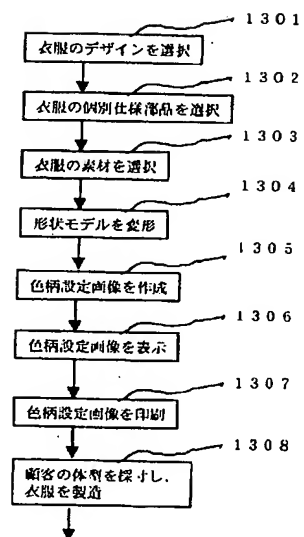 1301
衣服のデザインを選択
1302
衣服の個別仕様部品を選択
1303
衣服の素材を選択
1304
形状モデルを変形
1305
色柄設定画像を作成
1306
色柄設定画像を表示
1307
色柄設定画像を印刷
1308
顧客の体型を採寸し、
衣服を製造